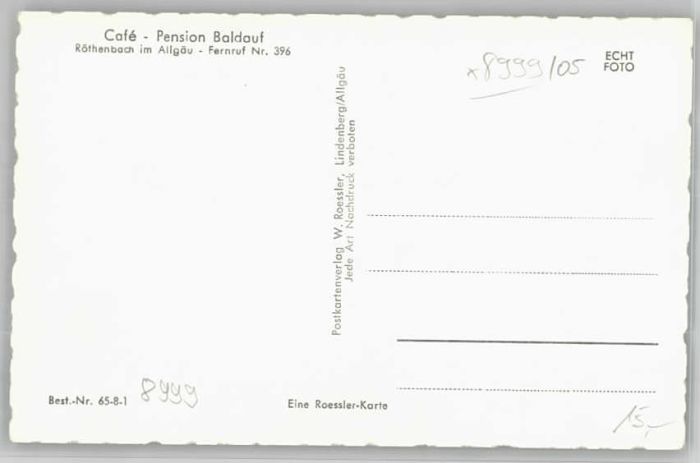 Café - Pension Baldauf
Röthenbach im Allgäu - Fernruf Nr. 396
x8999/05
ECHT
FOTO
Postkartenverlag W. Roessler, Lindenberg/Allgäu
Jede Art Nachdruck verboten
Best.-Nr. 65-8-1
8999
Eine Roessler-Karte
15,-